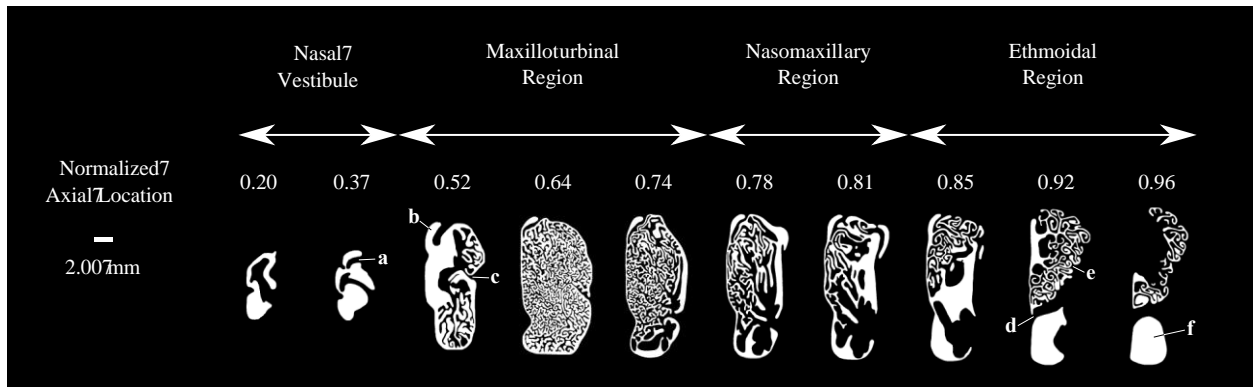 Nasal7
Vestibule
Maxilloturbinal
Region
Nasomaxillary
Region
Ethmoidal
Region
Normalized7
Axial7Location
0.20 0.37 0.52 0.64 0.74 0.78 0.81 0.85 0.92 0.96
2.007mm
a
b
c
d
e
f